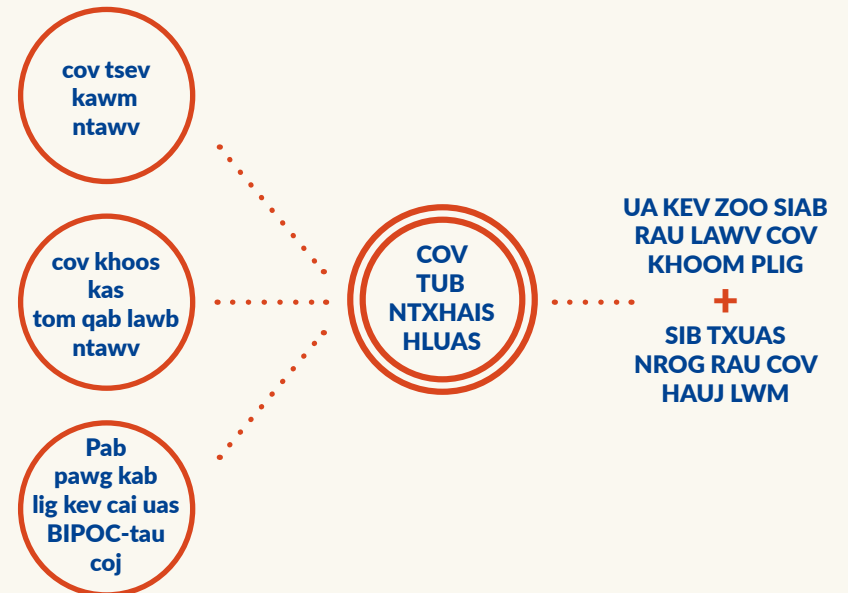 cov tsev
kawm
ntawv
cov khoos
kas
tom qab lawb
ntawv
Pab
pawg kab
lig kev cai uas
BIPOC-tau
coj
COV
TUB
NTXHAIS
HLUAS
UA KEV ZOO SIAB
RAU LAWV COV
KHOOM PLIG
+
SIB TXUAS
NROG RAU COV
HAUJ LWM